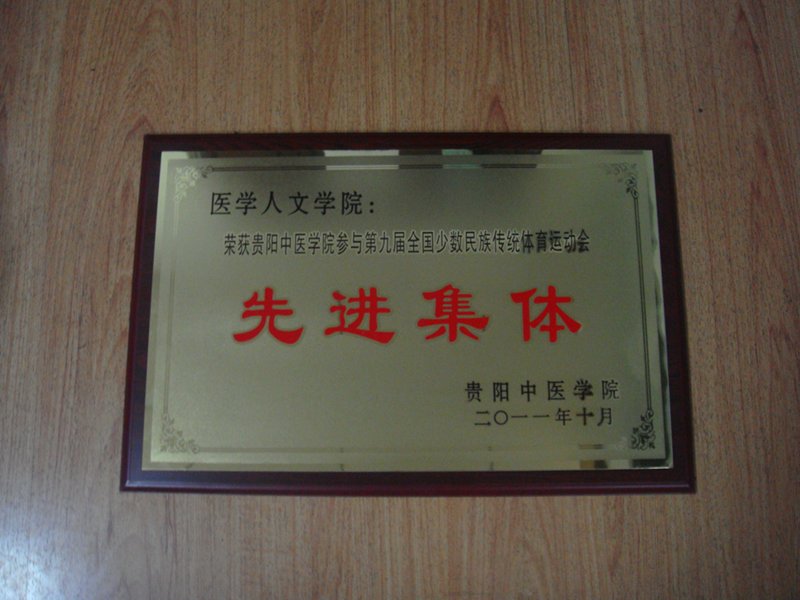 医学人文学院：
荣获贵阳中医学院参与第九届全国少数民族传统体育运动会
先进集体
贵阳中医学院
二〇一一年十月